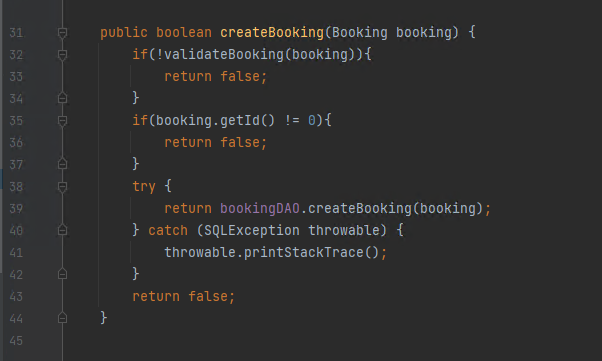 31 public boolean createBooking(Booking booking) {
32 if(!validateBooking(booking)){
33 return false;
34 }
35 if(booking.getId() != 0){
36 return false;
37 }
38 try {
39 return bookingDAO.createBooking(booking);
40 } catch (SQLException throwable) {
41 throwable.printStackTrace();
42 }
43 return false;
44 }
45